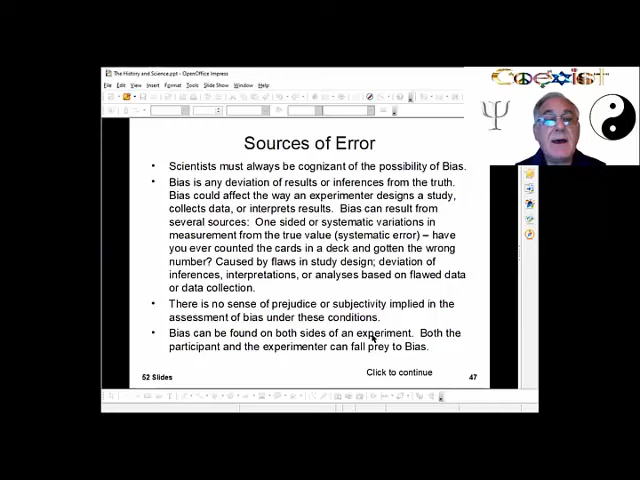 The History and Science.ppt - OpenOffice Impress
File Edit View Insert Format Tools Slide Show Window Help
Coexist
Ψ
Sources of Error
• Scientists must always be cognizant of the possibility of Bias.
• Bias is any deviation of results or inferences from the truth.
Bias could affect the way an experimenter designs a study,
collects data, or interprets results. Bias can result from
several sources: One sided or systematic variations in
measurement from the true value (systematic error) – have
you ever counted the cards in a deck and gotten the wrong
number? Caused by flaws in study design; deviation of
inferences, interpretations, or analyses based on flawed data
or data collection.
• There is no sense of prejudice or subjectivity implied in the
assessment of bias under these conditions.
• Bias can be found on both sides of an experiment. Both the
participant and the experimenter can fall prey to Bias.
Click to continue
52 Slides
47